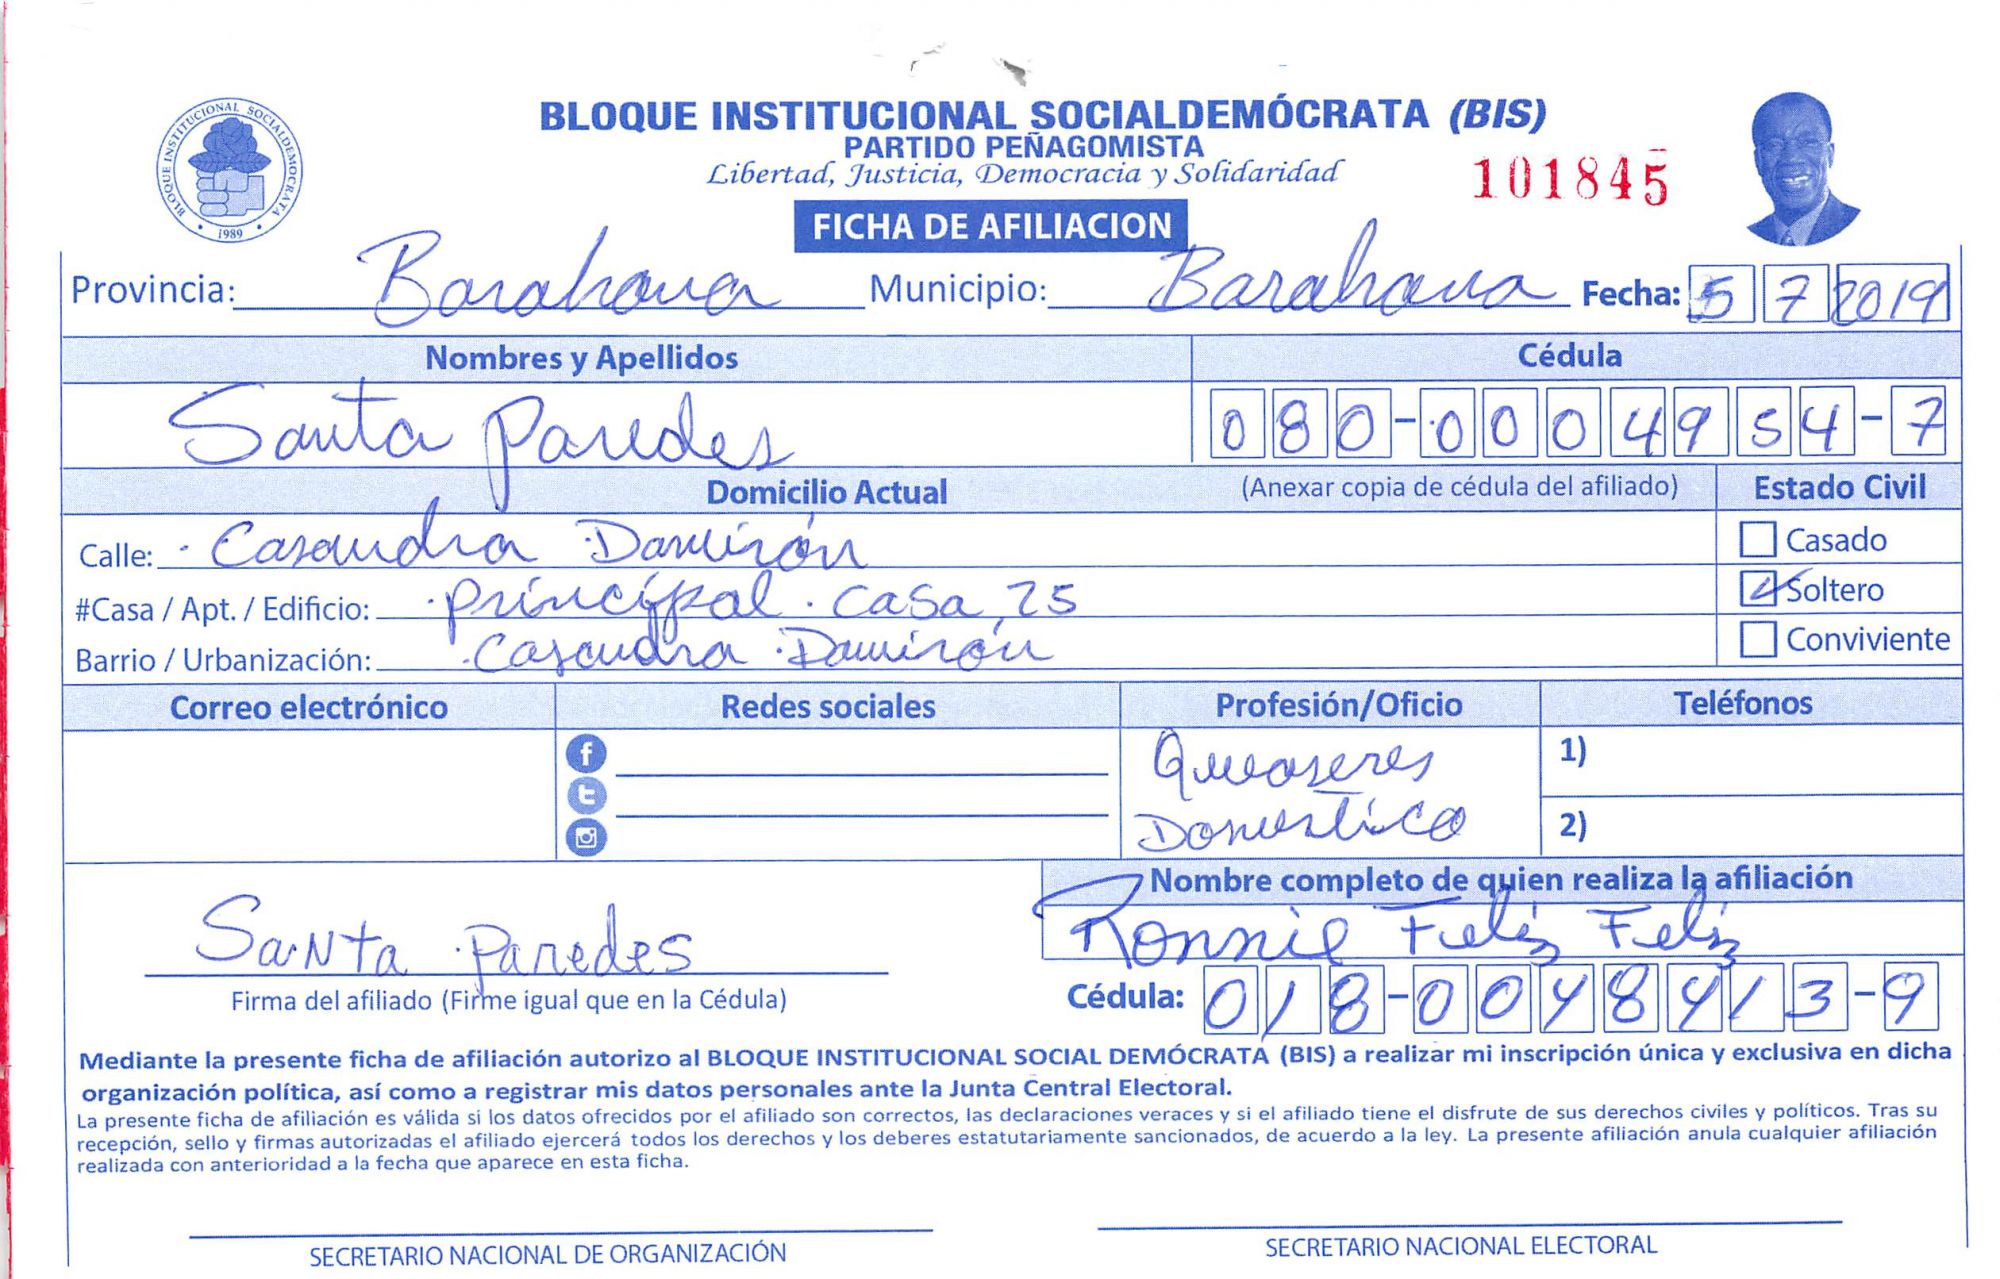 BLOQUE INSTITUCIONAL SOCIALDEMOCRATA
1989
BLOQUE INSTITUCIONAL SOCIALDEMÓCRATA (BIS)
PARTIDO PEÑAGOMISTA
Libertad, Justicia, Democracia y Solidaridad
101845
FICHA DE AFILIACION
Provincia: Barahona Municipio: Barahona Fecha: 5 7 2019
Nombres y Apellidos Cédula
Santa Paredes 080-0004954-7
Domicilio Actual (Anexar copia de cédula del afiliado) Estado Civil
Calle: Casandra Damirón Casado
#Casa / Apt. / Edificio: principal casa 25 Soltero
Barrio / Urbanización: Casandra Damirón Conviviente
Correo electrónico Redes sociales Profesión/Oficio Teléfonos
Queaseres 1)
Domestico 2)
Nombre completo de quien realiza la afiliación
Santa Paredes Ronnie Feliz Feliz
Firma del afiliado (Firme igual que en la Cédula) Cédula: 018-0048413-9
Mediante la presente ficha de afiliación autorizo al BLOQUE INSTITUCIONAL SOCIAL DEMÓCRATA (BIS) a realizar mi inscripción única y exclusiva en dicha
organización política, así como a registrar mis datos personales ante la Junta Central Electoral.
La presente ficha de afiliación es válida si los datos ofrecidos por el afiliado son correctos, las declaraciones veraces y si el afiliado tiene el disfrute de sus derechos civiles y políticos. Tras su
recepción, sello y firmas autorizadas el afiliado ejercerá todos los derechos y los deberes estatutariamente sancionados, de acuerdo a la ley. La presente afiliación anula cualquier afiliación
realizada con anterioridad a la fecha que aparece en esta ficha.
SECRETARIO NACIONAL DE ORGANIZACIÓN SECRETARIO NACIONAL ELECTORAL